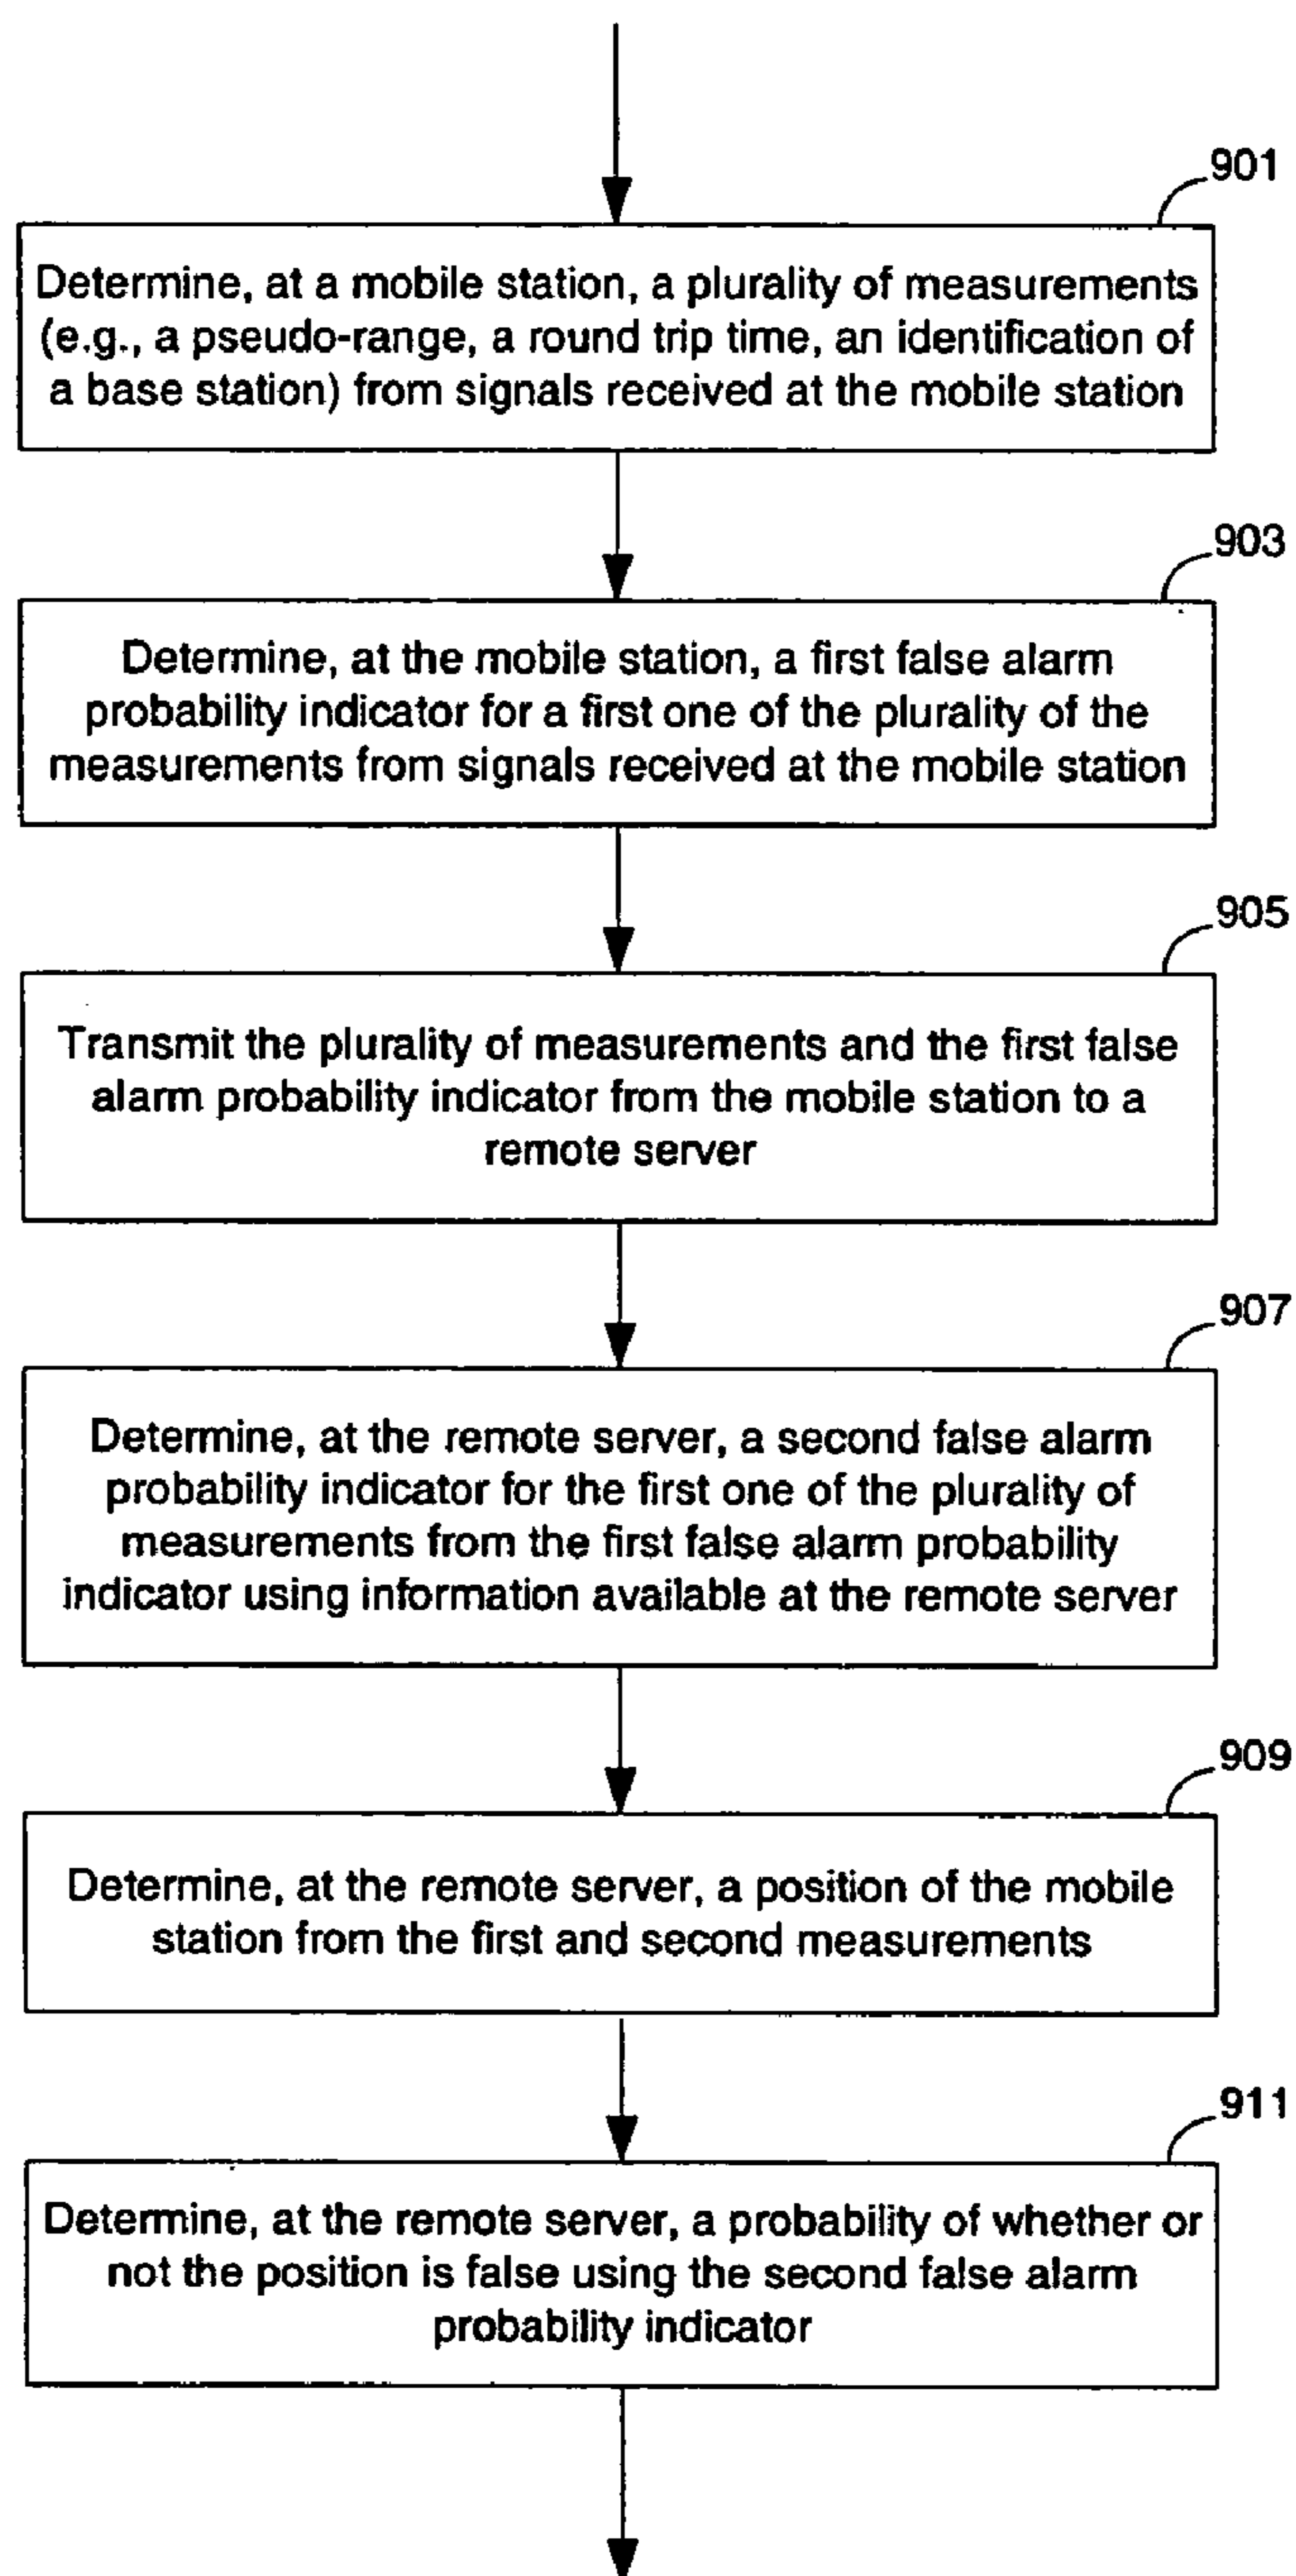 901
Determine, at a mobile station, a plurality of measurements
(e.g., a pseudo-range, a round trip time, an identification of
a base station) from signals received at the mobile station
903
Determine, at the mobile station, a first false alarm
probability indicator for a first one of the plurality of the
measurements from signals received at the mobile station
905
Transmit the plurality of measurements and the first false
alarm probability indicator from the mobile station to a
remote server
907
Determine, at the remote server, a second false alarm
probability indicator for the first one of the plurality of
measurements from the first false alarm probability
indicator using information available at the remote server
909
Determine, at the remote server, a position of the mobile
station from the first and second measurements
911
Determine, at the remote server, a probability of whether or
not the position is false using the second false alarm
probability indicator